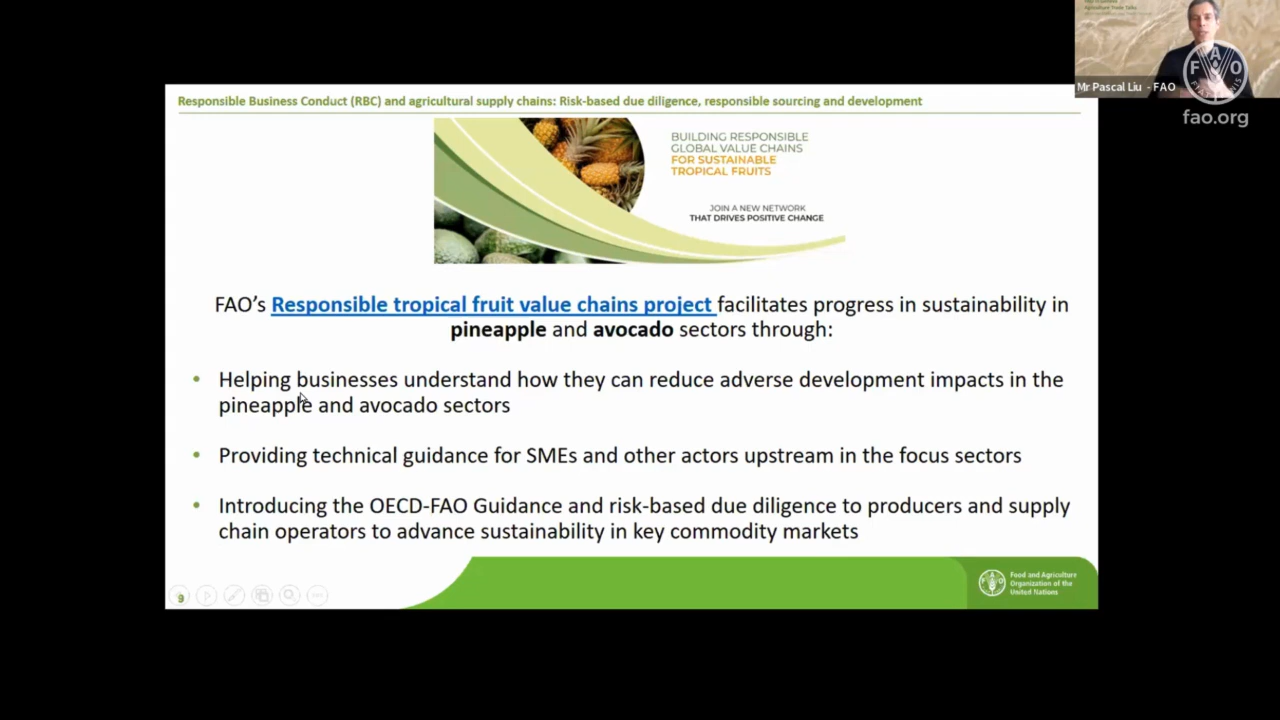 Mr Pascal Liu - FAO
fao.org
Responsible Business Conduct (RBC) and agricultural supply chains: Risk-based due diligence, responsible sourcing and development
BUILDING RESPONSIBLE
GLOBAL VALUE CHAINS
FOR SUSTAINABLE
TROPICAL FRUITS
JOIN A NEW NETWORK
THAT DRIVES POSITIVE CHANGE
FAO’s Responsible tropical fruit value chains project facilitates progress in sustainability in
pineapple and avocado sectors through:
• Helping businesses understand how they can reduce adverse development impacts in the
pineapple and avocado sectors
• Providing technical guidance for SMEs and other actors upstream in the focus sectors
• Introducing the OECD-FAO Guidance and risk-based due diligence to producers and supply
chain operators to advance sustainability in key commodity markets
9
Food and Agriculture
Organization of the
United Nations